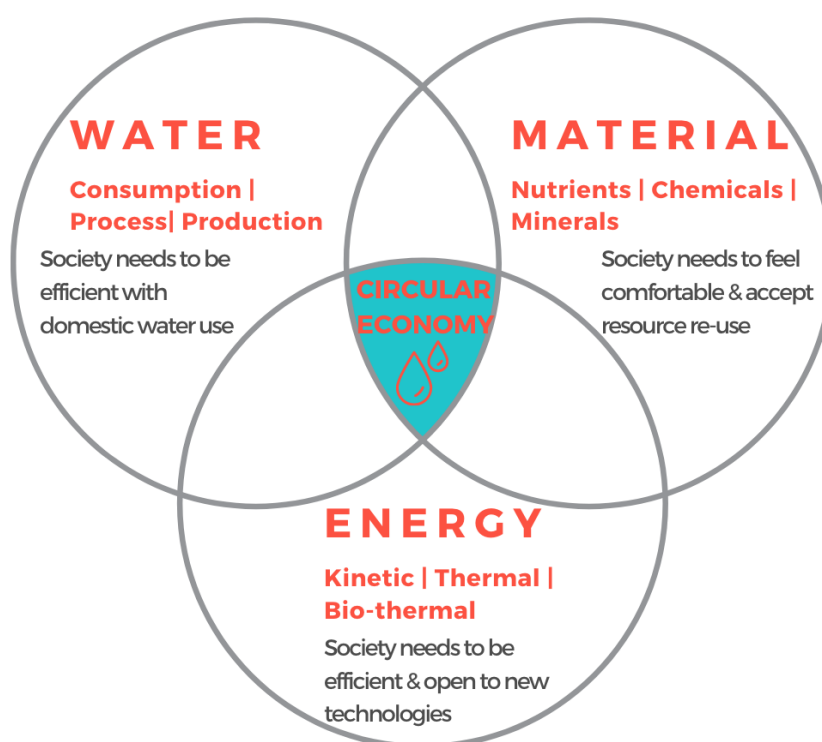 WATER
Consumption |
Process| Production
Society needs to be
efficient with
domestic water use
MATERIAL
Nutrients | Chemicals |
Minerals
Society needs to feel
comfortable & accept
resource re-use
CIRCULAR
ECONOMY
ENERGY
Kinetic | Thermal |
Bio-thermal
Society needs to be
efficient & open to new
technologies